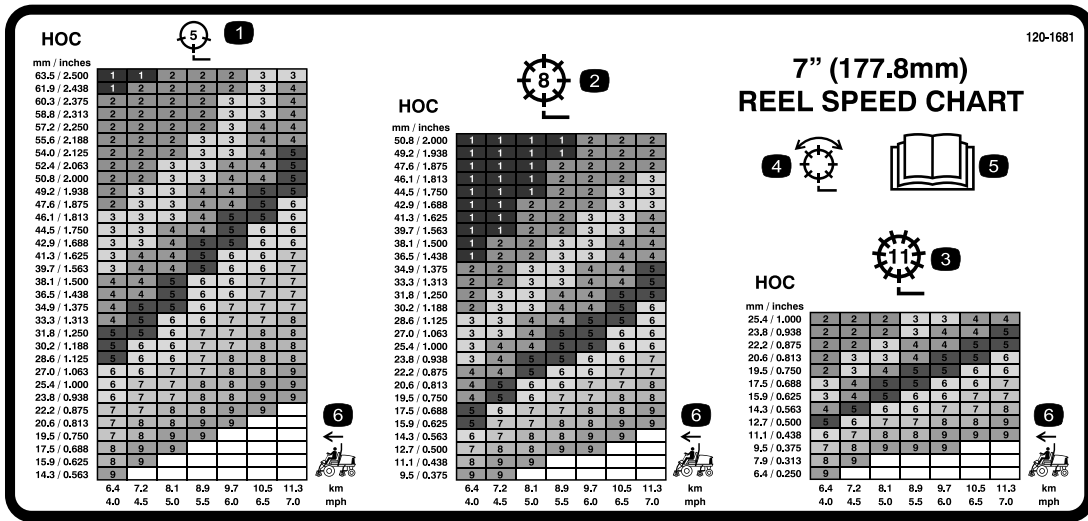 120-1681
7” (177.8mm)
REEL SPEED CHART
4
5
HOC
5
1
mm / inches
63.5 / 2.500 1 1 2 2 2 3 3
61.9 / 2.438 1 2 2 2 2 3 4
60.3 / 2.375 2 2 2 2 3 3 4
58.8 / 2.313 2 2 2 2 3 3 4
57.2 / 2.250 2 2 2 2 3 4 4
55.6 / 2.188 2 2 2 3 3 4 4
54.0 / 2.125 2 2 2 3 3 4 5
52.4 / 2.063 2 2 3 3 4 4 5
50.8 / 2.000 2 2 3 3 4 4 5
49.2 / 1.938 2 3 3 4 4 5 5
47.6 / 1.875 2 3 3 4 4 5 6
46.1 / 1.813 3 3 3 4 5 5 6
44.5 / 1.750 3 3 4 4 5 6 6
42.9 / 1.688 3 3 4 5 5 6 6
41.3 / 1.625 3 4 4 5 6 6 7
39.7 / 1.563 3 4 4 5 6 6 7
38.1 / 1.500 4 4 5 6 6 7 7
36.5 / 1.438 4 4 5 6 6 7 7
34.9 / 1.375 4 5 5 6 7 7 7
33.3 / 1.313 4 5 6 6 7 7 8
31.8 / 1.250 5 5 6 7 7 8 8
30.2 / 1.188 5 6 6 7 7 8 8
28.6 / 1.125 5 6 6 7 8 8 8
27.0 / 1.063 6 6 7 7 8 8 9
25.4 / 1.000 6 7 7 8 8 9 9
23.8 / 0.938 6 7 7 8 8 9 9
22.2 / 0.875 7 7 8 8 9 9
20.6 / 0.813 7 8 8 9 9
19.5 / 0.750 7 8 9 9
17.5 / 0.688 8 9 9
15.9 / 0.625 8 9
14.3 / 0.563 9
6.4 7.2 8.1 8.9 9.7 10.5 11.3 km
4.0 4.5 5.0 5.5 6.0 6.5 7.0 mph
6
HOC
8
2
mm / inches
50.8 / 2.000 1 1 1 1 2 2 2
49.2 / 1.938 1 1 1 1 2 2 2
47.6 / 1.875 1 1 1 2 2 2 2
46.1 / 1.813 1 1 1 2 2 2 3
44.5 / 1.750 1 1 1 2 2 3 3
42.9 / 1.688 1 1 2 2 2 3 3
41.3 / 1.625 1 1 2 2 3 3 4
39.7 / 1.563 1 1 2 2 3 3 4
38.1 / 1.500 1 2 2 3 3 4 4
36.5 / 1.438 1 2 2 3 3 4 4
34.9 / 1.375 2 2 3 3 4 4 5
33.3 / 1.313 2 2 3 3 4 4 5
31.8 / 1.250 2 3 3 4 4 5 5
30.2 / 1.188 2 3 3 4 5 5 6
28.6 / 1.125 3 3 4 4 5 5 6
27.0 / 1.063 3 3 4 5 5 6 6
25.4 / 1.000 3 4 4 5 5 6 6
23.8 / 0.938 3 4 5 5 6 6 7
22.2 / 0.875 4 4 5 6 6 7 7
20.6 / 0.813 4 5 5 6 7 7 8
19.5 / 0.750 4 5 6 6 7 8 8
17.5 / 0.688 5 6 6 7 8 8 9
15.9 / 0.625 5 7 7 8 8 9 9
14.3 / 0.563 6 7 8 8 9 9
12.7 / 0.500 7 8 8 9 9
11.1 / 0.438 8 9 9
9.5 / 0.375 9 9
6.4 7.2 8.1 8.9 9.7 10.5 11.3 km
4.0 4.5 5.0 5.5 6.0 6.5 7.0 mph
6
HOC
11
3
mm / inches
25.4 / 1.000 2 2 2 3 3 4 4
23.8 / 0.938 2 2 3 3 4 4 5
22.2 / 0.875 2 2 3 4 4 5 5
20.6 / 0.813 2 3 3 4 5 5 6
19.5 / 0.750 2 3 4 5 5 6 6
17.5 / 0.688 3 4 5 5 6 6 7
15.9 / 0.625 3 4 5 6 6 7 7
14.3 / 0.563 4 5 6 6 7 7 8
12.7 / 0.500 5 6 7 7 8 8 9
11.1 / 0.438 6 7 8 8 9 9 9
9.5 / 0.375 7 8 9 9
7.9 / 0.313 8 9
6.4 / 0.250 9
6.4 7.2 8.1 8.9 9.7 10.5 11.3 km
4.0 4.5 5.0 5.5 6.0 6.5 7.0 mph
6